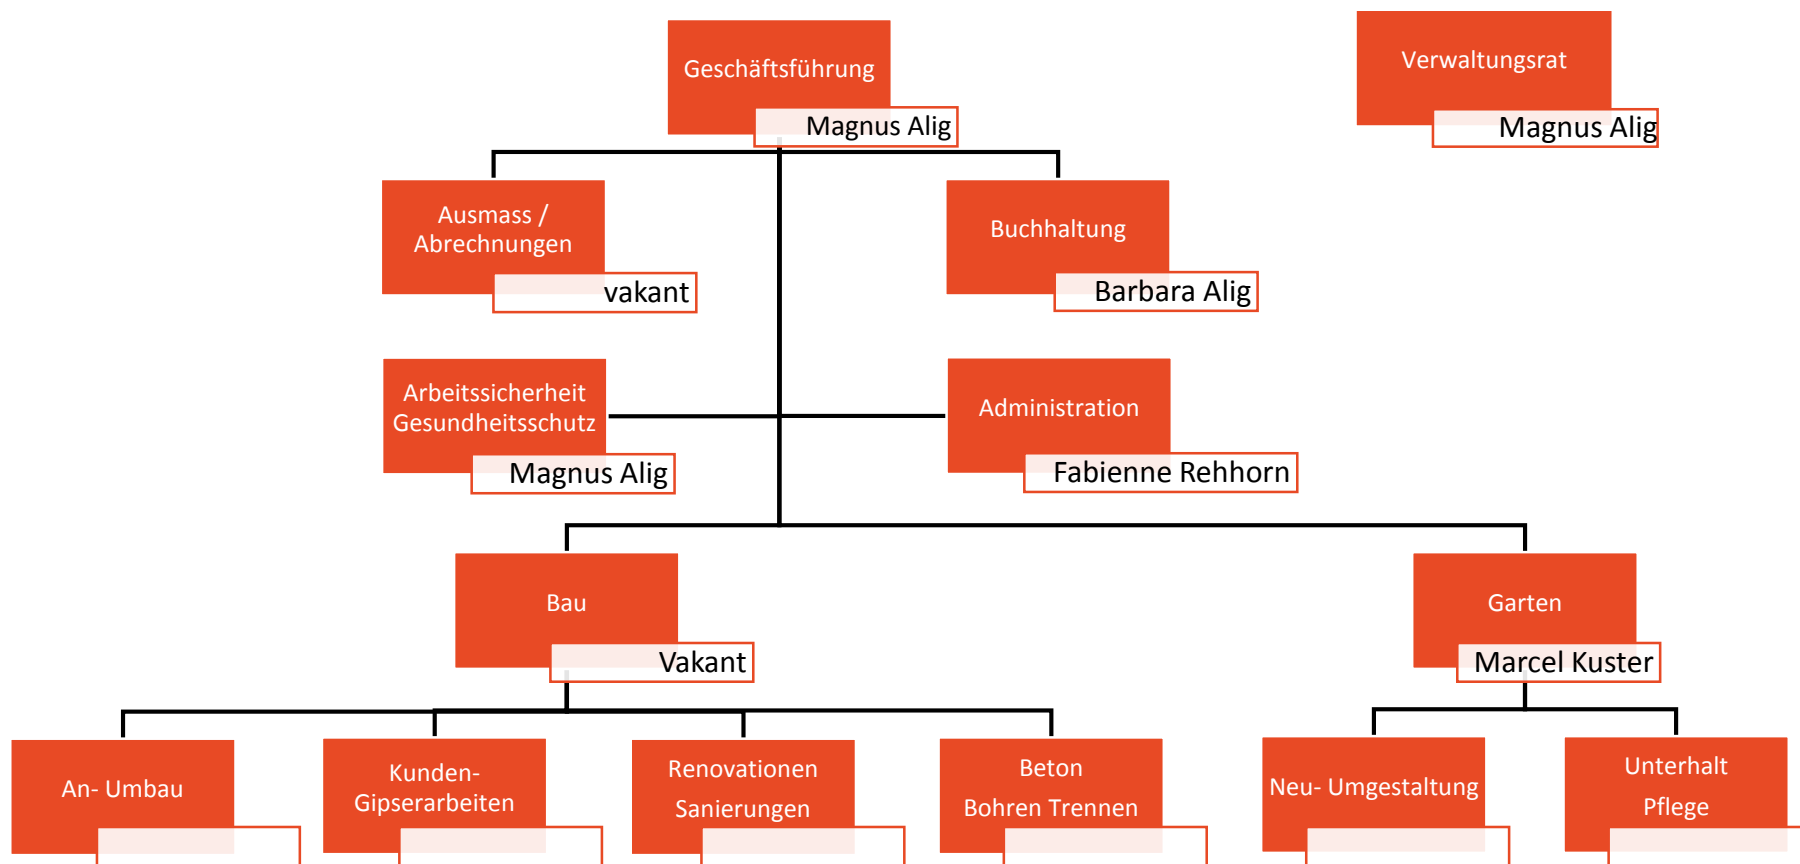 Geschäftsführung
Magnus Alig
Verwaltungsrat
Magnus Alig
Ausmass /
Abrechnungen
vakant
Buchhaltung
Barbara Alig
Arbeitssicherheit
Gesundheitsschutz
Magnus Alig
Administration
Fabienne Rehhorn
Bau
Vakant
Garten
Marcel Kuster
An- Umbau
Kunden-
Gipserarbeiten
Renovationen
Sanierungen
Beton
Bohren Trennen
Neu- Umgestaltung
Unterhalt
Pflege